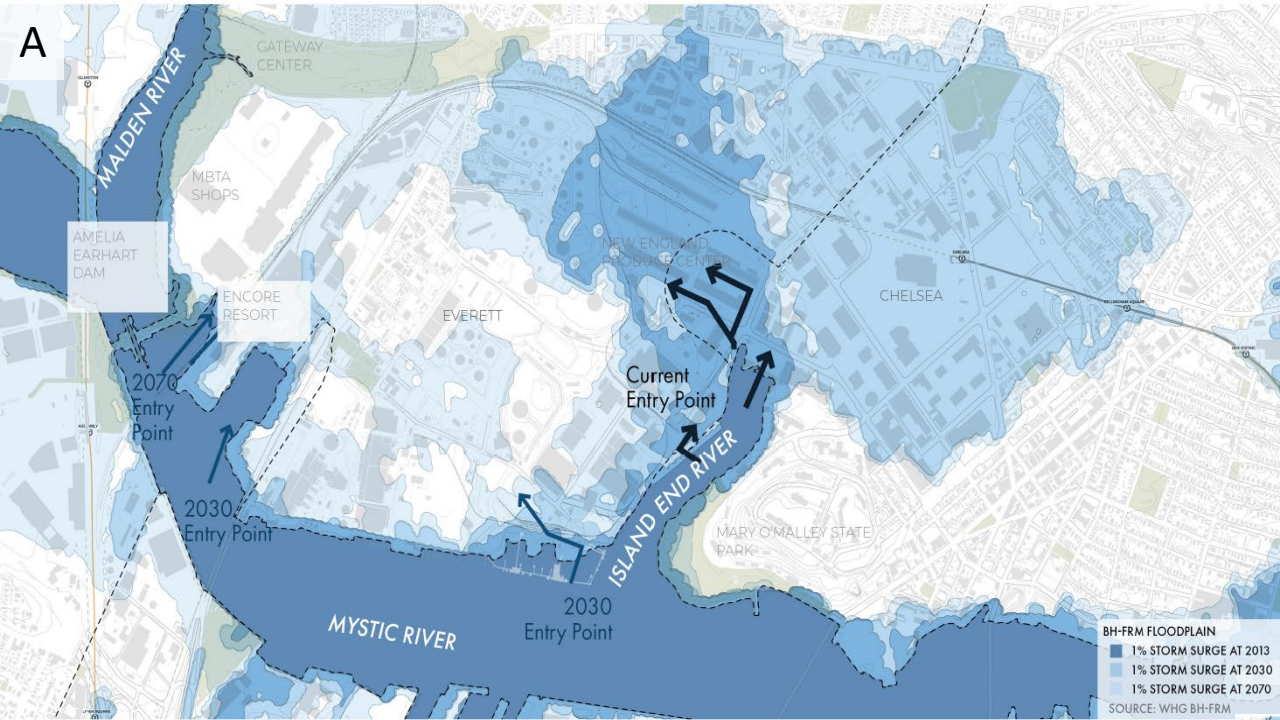 A
GATEWAY
CENTER
MALDEN RIVER
MBTA
SHOPS
AMELIA
EARHART
DAM
NEW ENGLAND
PRODUCE CENTER
ENCORE
RESORT
EVERETT
CHELSEA
CHELSEA
BELLINGHAM SQUARE
2070
Entry
Point
Current
Entry Point
2030
Entry Point
ISLAND END RIVER
MARY O'MALLEY STATE
PARK
2030
Entry Point
MYSTIC RIVER
BH-FRM FLOODPLAIN
1% STORM SURGE AT 2013
1% STORM SURGE AT 2030
1% STORM SURGE AT 2070
SOURCE: WHG BH-FRM